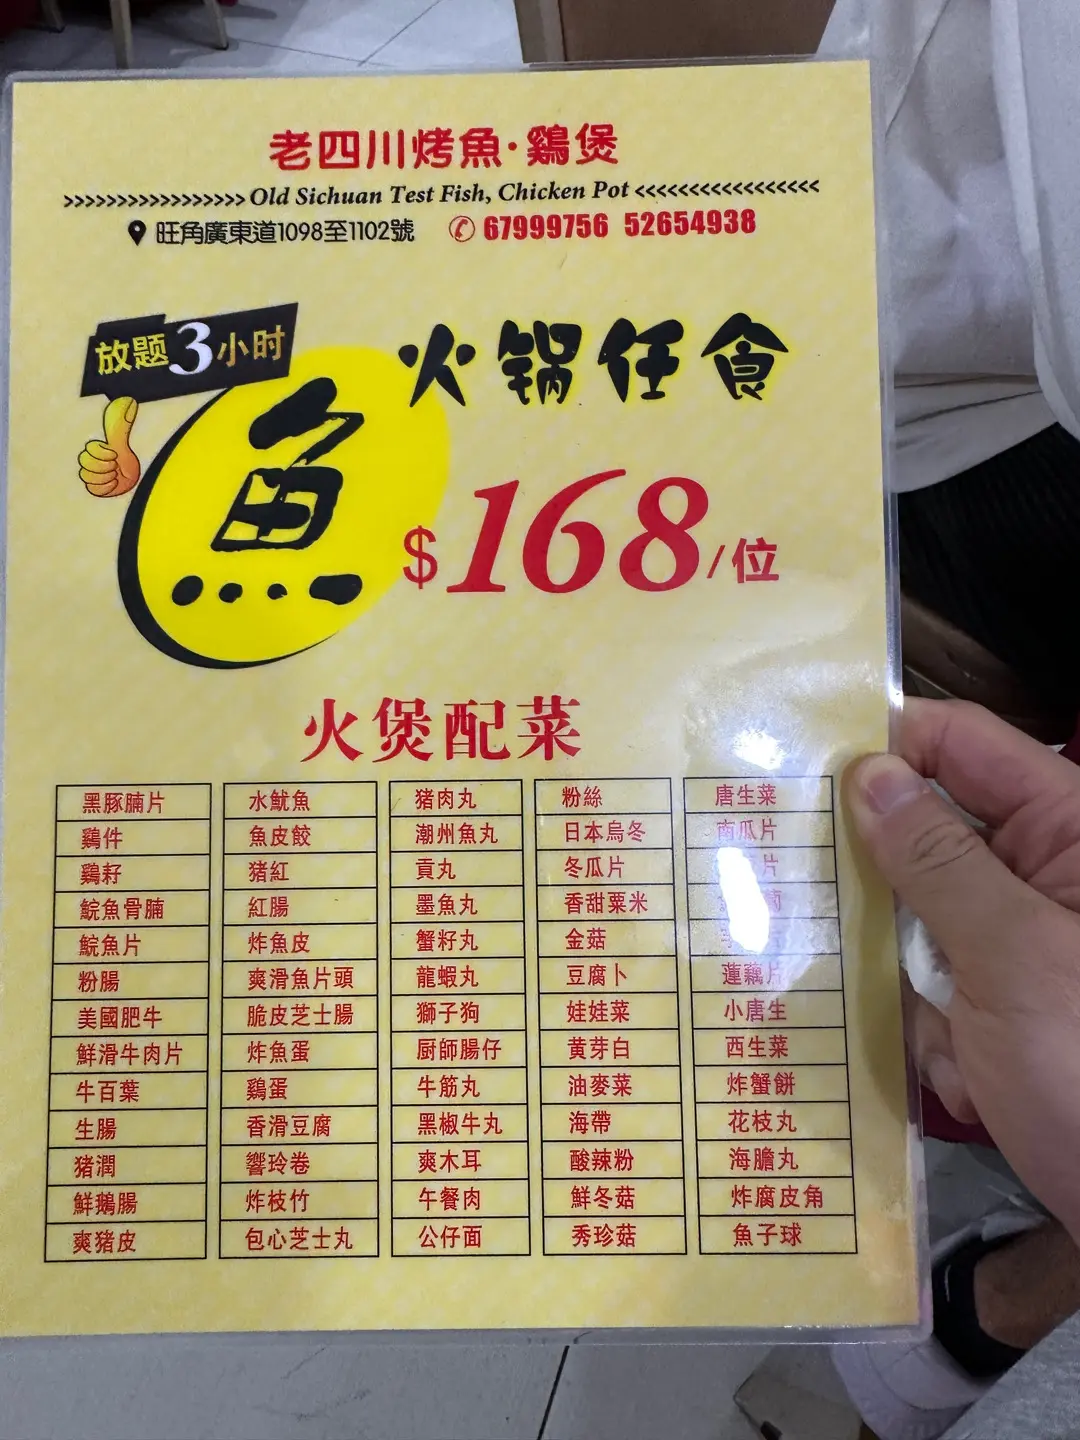 老四川烤魚·鷄煲
>>>>>>>>>>>>>>>>> Old Sichuan Test Fish, Chicken Pot <<<<<<<<<<<<<<<<<
旺角廣東道1098至1102號 67999756 52654938
放题3小时
火锅任食
魚
$168/位
火煲配菜
黑豚腩片 水魷魚 猪肉丸 粉絲 唐生菜
鷄件 魚皮餃 潮州魚丸 日本烏冬 南瓜片
鷄籽 猪紅 貢丸 冬瓜片 片
鯇魚骨腩 紅腸 墨魚丸 香甜粟米
鯇魚片 炸魚皮 蟹籽丸 金菇
粉腸 爽滑魚片頭 龍蝦丸 豆腐卜 蓮藕片
美國肥牛 脆皮芝士腸 獅子狗 娃娃菜 小唐生
鮮滑牛肉片 炸魚蛋 厨師腸仔 黄芽白 西生菜
牛百葉 鷄蛋 牛筋丸 油麥菜 炸蟹餅
生腸 香滑豆腐 黑椒牛丸 海帶 花枝丸
猪潤 響玲卷 爽木耳 酸辣粉 海膽丸
鮮鵝腸 炸枝竹 午餐肉 鮮冬菇 炸腐皮角
爽猪皮 包心芝士丸 公仔面 秀珍菇 魚子球